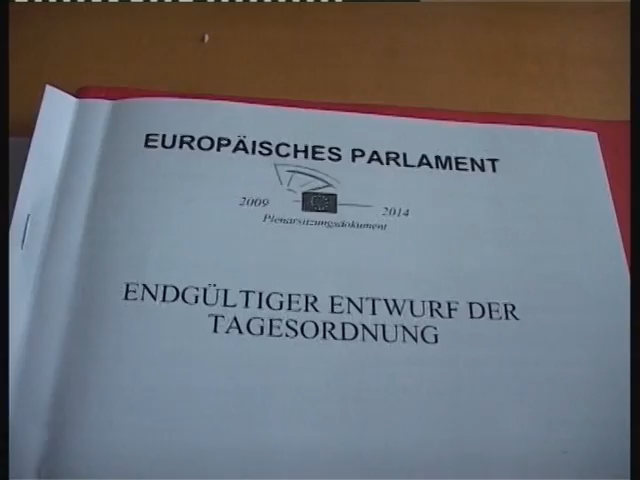 EUROPÄISCHES PARLAMENT
2009 2014
Plenarsitzungsdokument
ENDGÜLTIGER ENTWURF DER
TAGESORDNUNG